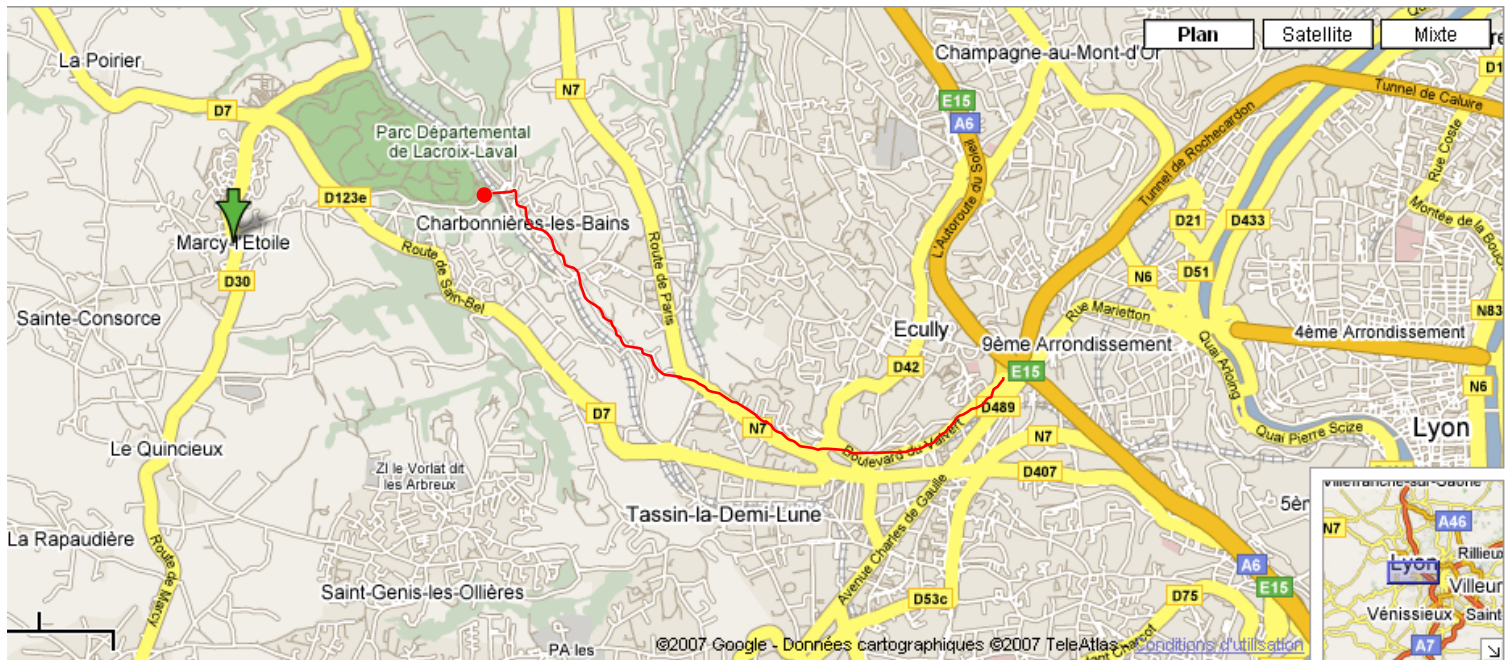 Plan
Satellite
Mixte
La Poirier
Champagne-au-Mont-d'Or
D7
N7
E15
A6
Tunnel de Caluire
Parc Départemental
de Lacroix-Laval
L'Autoroute du Soleil
Tunnel de Rochecardon
Rue Coste
D123e
Charbonnières-les-Bains
Marcy-l'Etoile
D21
D433
Route de Sain-Bel
Route de Paris
D30
N6
D51
Sainte-Consorce
Rue Marietton
N83
Ecully
9ème Arrondissement
4ème Arrondissement
Quai Arloing
D42
E15
N6
D7
D489
N7
Boulevard du Valvert
N7
Quai Pierre Scize
Lyon
Le Quincieux
ZI le Vorlat dit
les Arbreux
D407
Avenue Charles de Gaulle
Tassin-la-Demi-Lune
La Rapaudière
Route de Marcy
Saint-Genis-les-Ollières
D53c
A6
E15
D75
PA les
©2007 Google - Données cartographiques ©2007 TeleAtlas - Conditions d'utilisation
N7
A46
Lyon
Vénissieux
A7